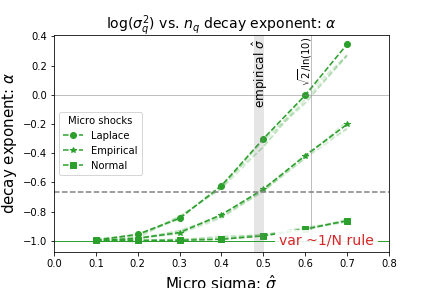 log(σ_q^2) vs. n_q decay exponent: α
decay exponent: α
0.4
0.2
0.0
−0.2
−0.4
−0.6
−0.8
−1.0
empirical σ̂
√2/ln(10)
Micro shocks
Laplace
Empirical
Normal
var ~1/N rule
0.0
0.1
0.2
0.3
0.4
0.5
0.6
0.7
0.8
Micro sigma: σ̂